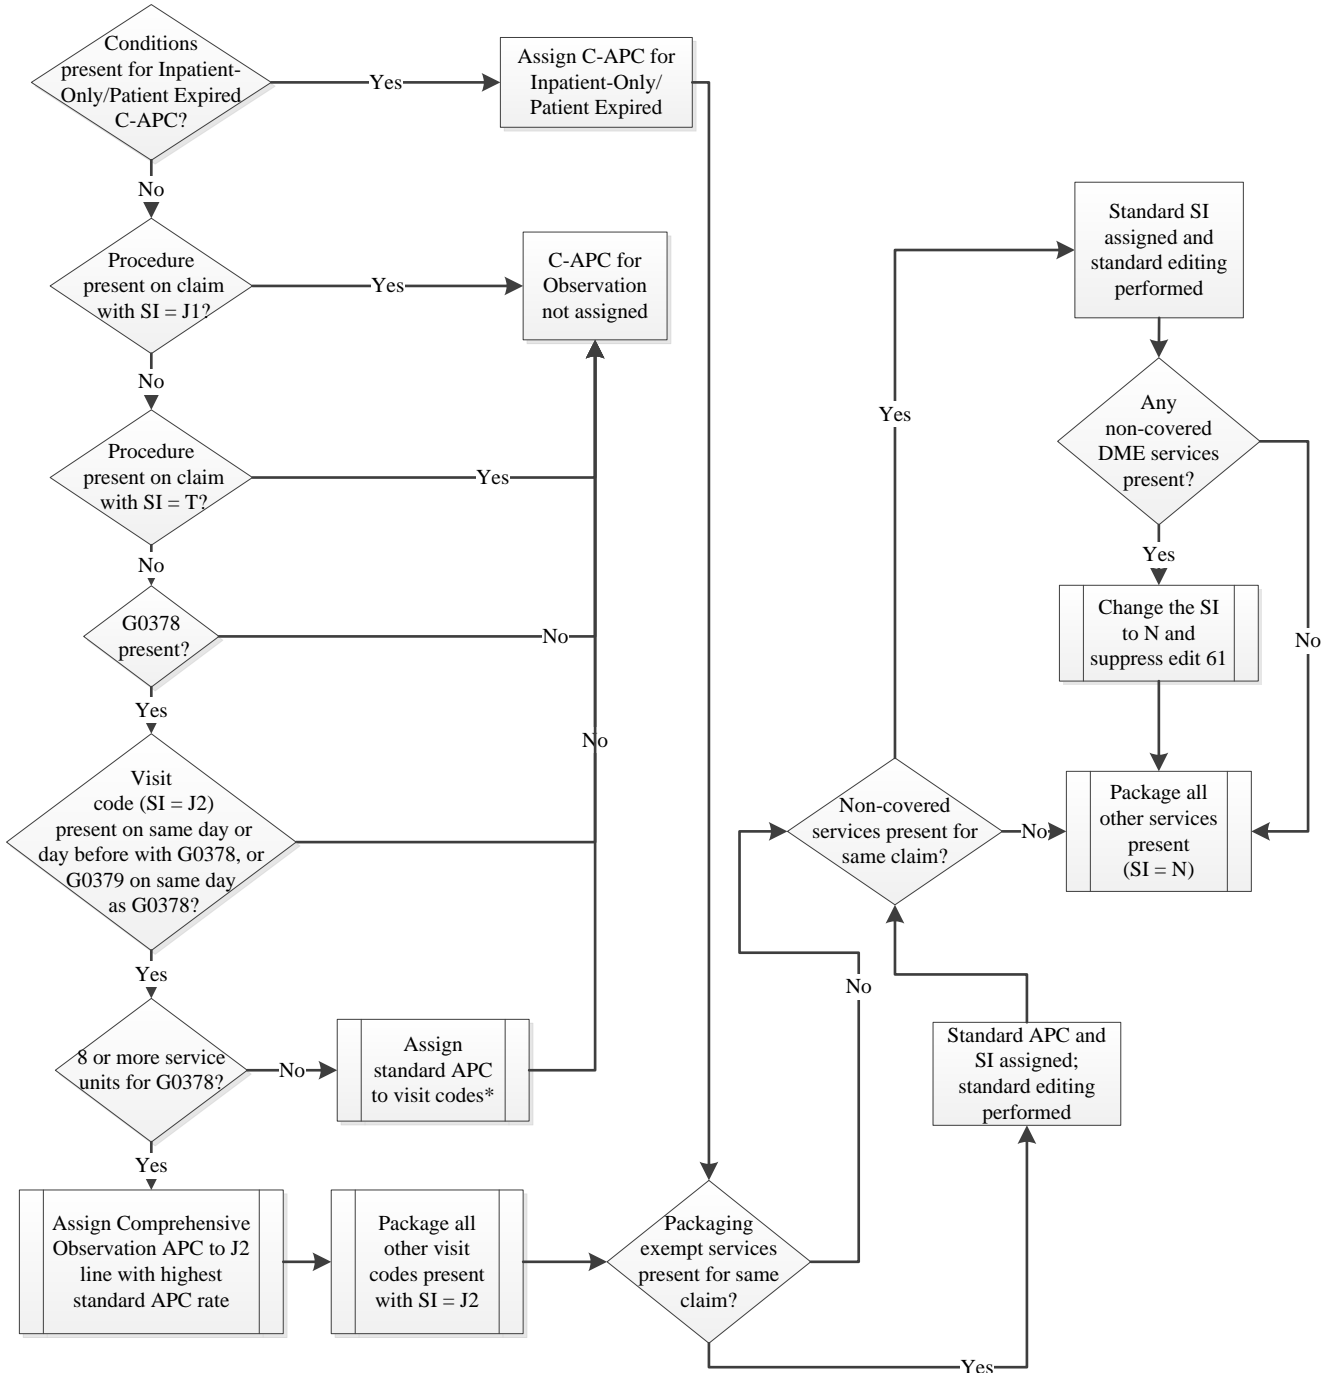 Conditions
present for Inpatient-
Only/Patient Expired
C-APC?
Yes
Assign C-APC for
Inpatient-Only/
Patient Expired
No
Procedure
present on claim
with SI = J1?
Yes
C-APC for
Observation
not assigned
No
Procedure
present on claim
with SI = T?
Yes
No
G0378
present?
No
Yes
Visit
code (SI = J2)
present on same day or
day before with G0378, or
G0379 on same day
as G0378?
No
Yes
8 or more service
units for G0378?
No
Assign
standard APC
to visit codes*
Yes
Assign Comprehensive
Observation APC to J2
line with highest
standard APC rate
Package all
other visit
codes present
with SI = J2
Packaging
exempt services
present for same
claim?
No
Yes
Standard APC and
SI assigned;
standard editing
performed
Non-covered
services present for
same claim?
No
Yes
Standard SI
assigned and
standard editing
performed
Any
non-covered
DME services
present?
Yes
No
Change the SI
to N and
suppress edit 61
Package all
other services
present
(SI = N)